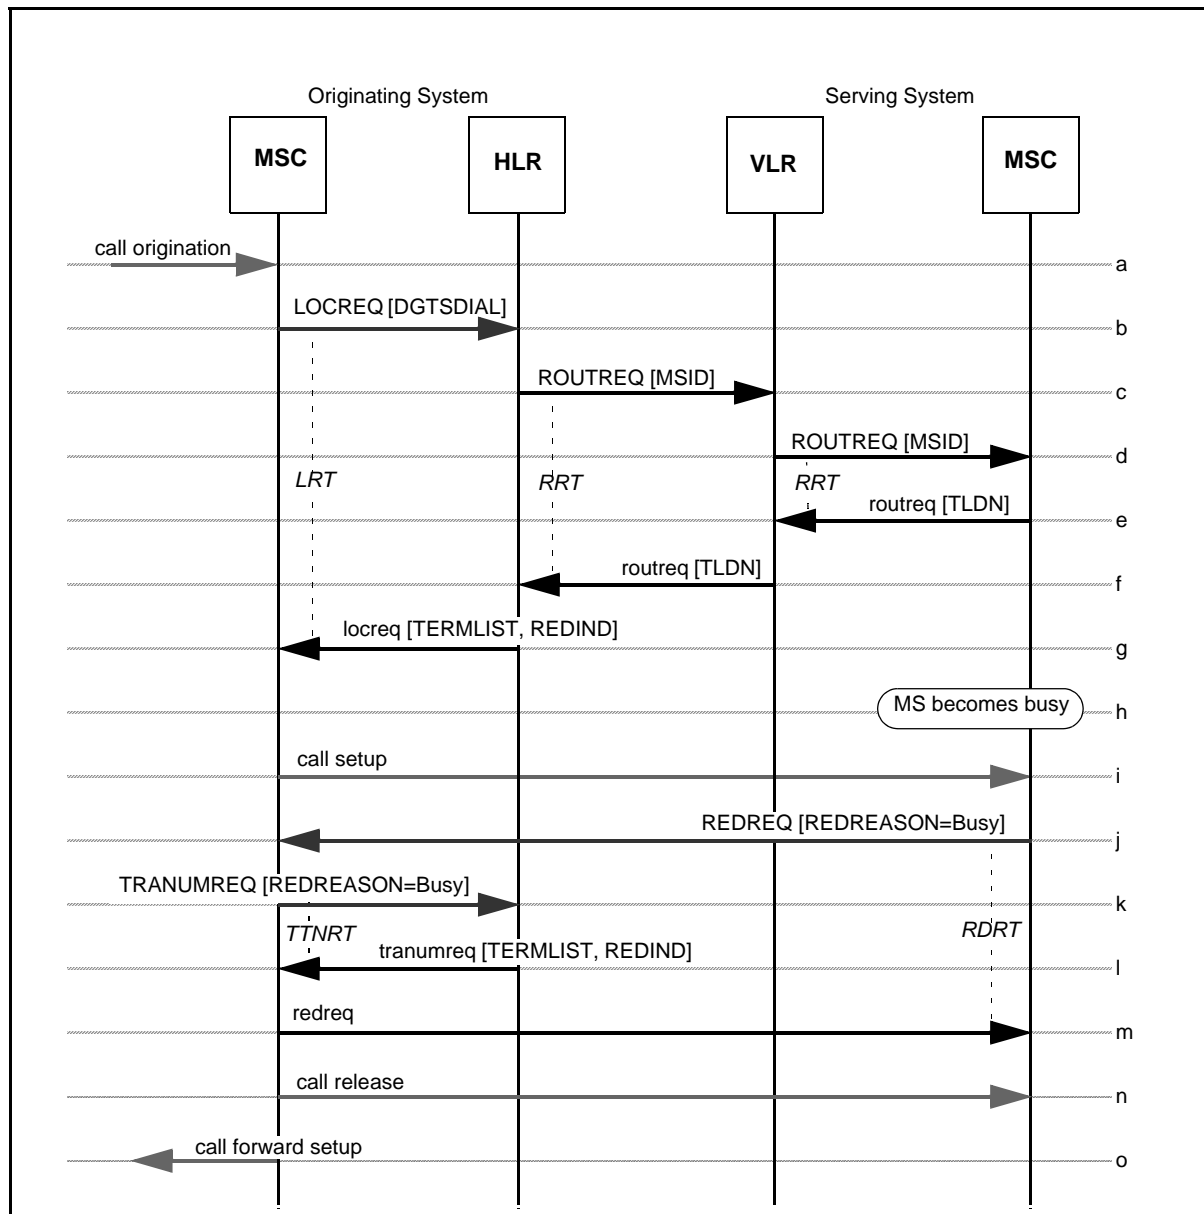 Originating System Serving System
MSC HLR VLR MSC
call origination
a
LOCREQ [DGTSDIAL]
b
ROUTREQ [MSID]
c
ROUTREQ [MSID]
d
LRT RRT RRT
routreq [TLDN]
e
routreq [TLDN]
f
locreq [TERMLIST, REDIND]
g
MS becomes busy
h
call setup
i
REDREQ [REDREASON=Busy]
j
TRANUMREQ [REDREASON=Busy]
k
TTNRT RDRT
tranumreq [TERMLIST, REDIND]
l
redreq
m
call release
n
call forward setup
o